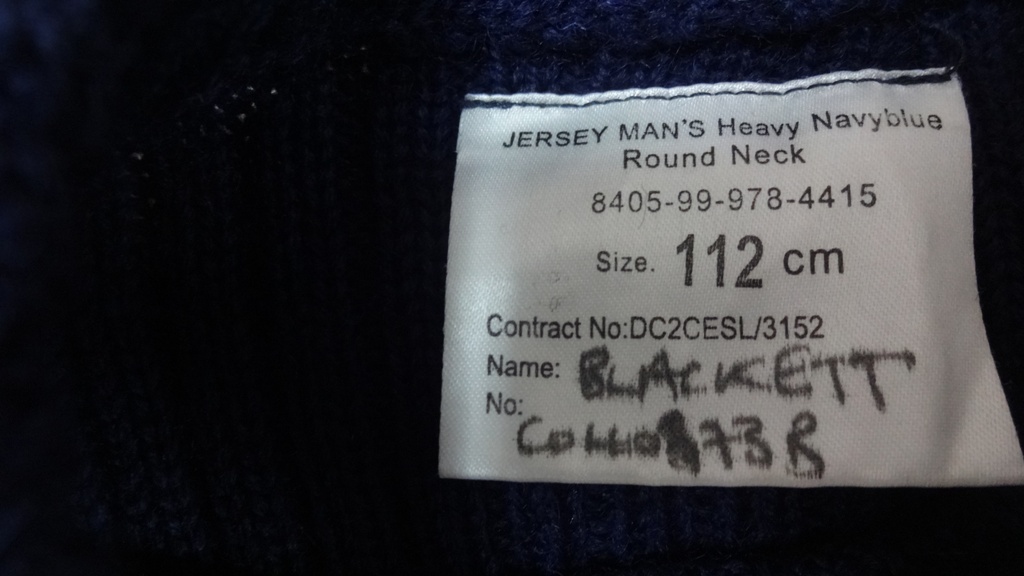 JERSEY MAN'S Heavy Navyblue
Round Neck
8405-99-978-4415
Size. 112 cm
Contract No:DC2CESL/3152
Name: BLACKETT
No: